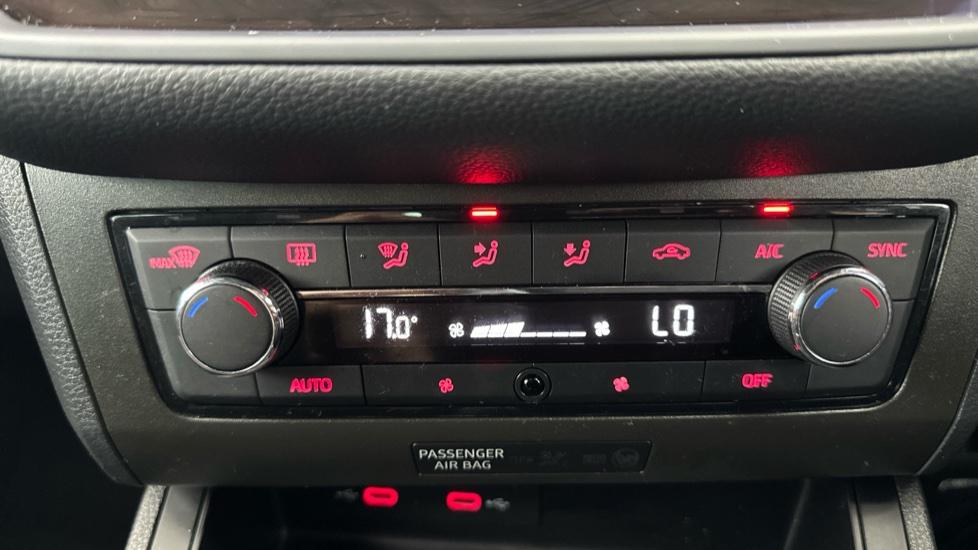 MAX A/C SYNC
17.0° LO
AUTO OFF
PASSENGER
AIR BAG